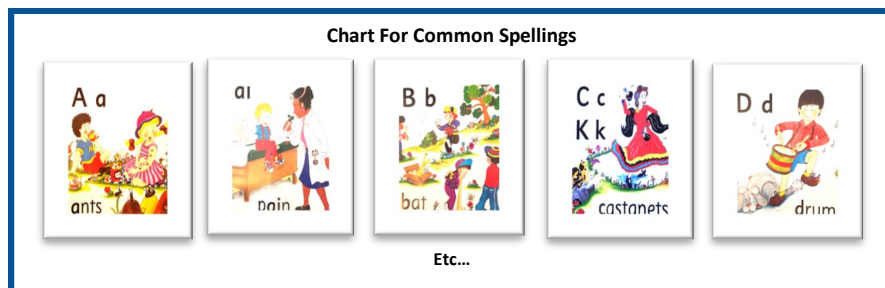 Chart For Common Spellings
A a
ants
ai
pain
B b
bat
C c
K k
castanets
D d
drum
Etc...